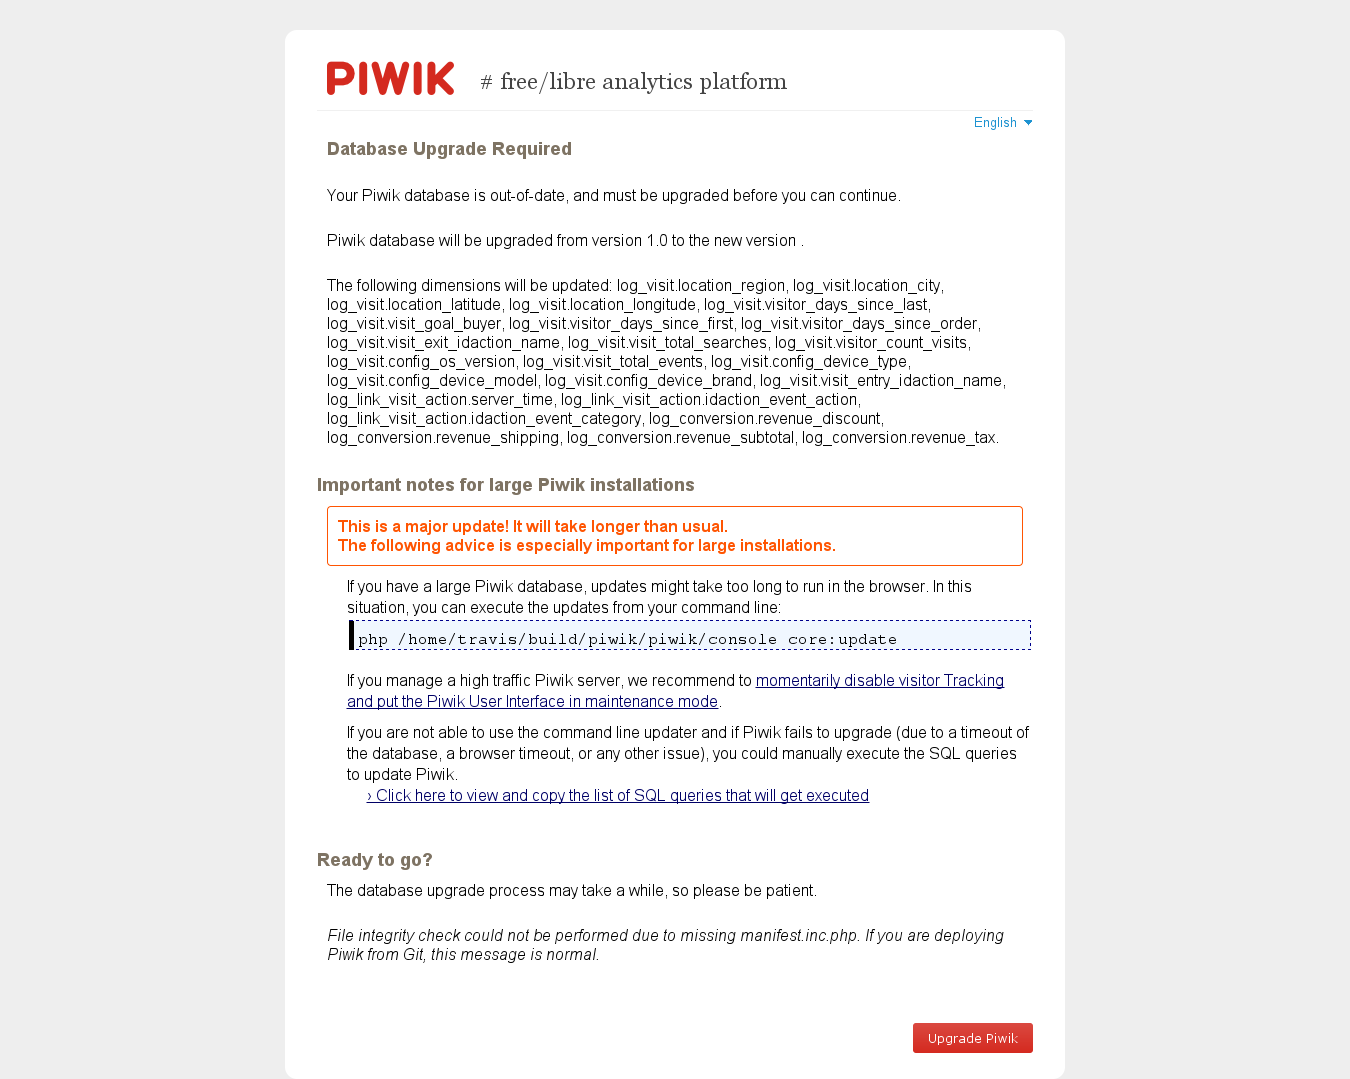 PIWIK # free/libre analytics platform
English
Database Upgrade Required
Your Piwik database is out-of-date, and must be upgraded before you can continue.
Piwik database will be upgraded from version 1.0 to the new version .
The following dimensions will be updated: log_visit.location_region, log_visit.location_city,
log_visit.location_latitude, log_visit.location_longitude, log_visit.visitor_days_since_last,
log_visit.visit_goal_buyer, log_visit.visitor_days_since_first, log_visit.visitor_days_since_order,
log_visit.visit_exit_idaction_name, log_visit.visit_total_searches, log_visit.visitor_count_visits,
log_visit.config_os_version, log_visit.visit_total_events, log_visit.config_device_type,
log_visit.config_device_model, log_visit.config_device_brand, log_visit.visit_entry_idaction_name,
log_link_visit_action.server_time, log_link_visit_action.idaction_event_action,
log_link_visit_action.idaction_event_category, log_conversion.revenue_discount,
log_conversion.revenue_shipping, log_conversion.revenue_subtotal, log_conversion.revenue_tax.
Important notes for large Piwik installations
This is a major update! It will take longer than usual.
The following advice is especially important for large installations.
If you have a large Piwik database, updates might take too long to run in the browser. In this
situation, you can execute the updates from your command line:
php /home/travis/build/piwik/piwik/console core:update
If you manage a high traffic Piwik server, we recommend to momentarily disable visitor Tracking
and put the Piwik User Interface in maintenance mode.
If you are not able to use the command line updater and if Piwik fails to upgrade (due to a timeout of
the database, a browser timeout, or any other issue), you could manually execute the SQL queries
to update Piwik.
› Click here to view and copy the list of SQL queries that will get executed
Ready to go?
The database upgrade process may take a while, so please be patient.
File integrity check could not be performed due to missing manifest.inc.php. If you are deploying
Piwik from Git, this message is normal.
Upgrade Piwik